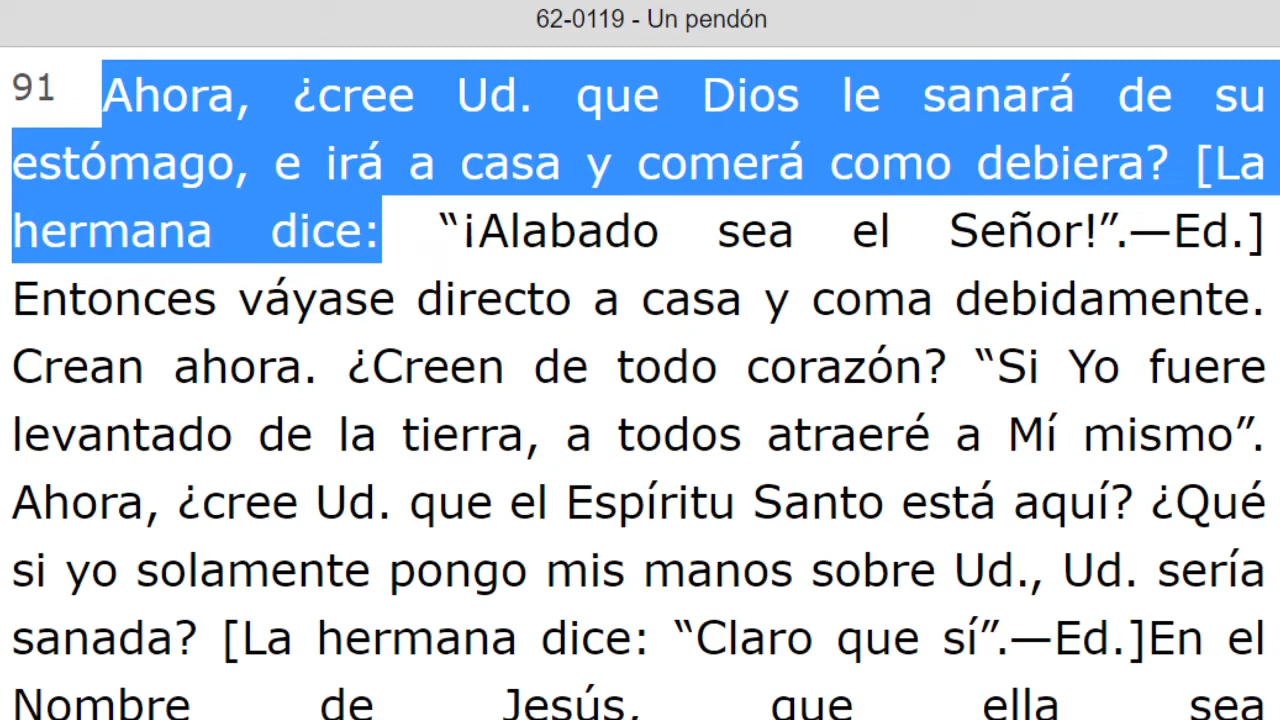 62-0119 - Un pendón
91 Ahora, ¿cree Ud. que Dios le sanará de su
estómago, e irá a casa y comerá como debiera? [La
hermana dice: “¡Alabado sea el Señor!”.—Ed.]
Entonces váyase directo a casa y coma debidamente.
Crean ahora. ¿Creen de todo corazón? “Si Yo fuere
levantado de la tierra, a todos atraeré a Mí mismo”.
Ahora, ¿cree Ud. que el Espíritu Santo está aquí? ¿Qué
si yo solamente pongo mis manos sobre Ud., Ud. sería
sanada? [La hermana dice: “Claro que sí”.—Ed.]En el
Nombre de Jesús, que ella sea